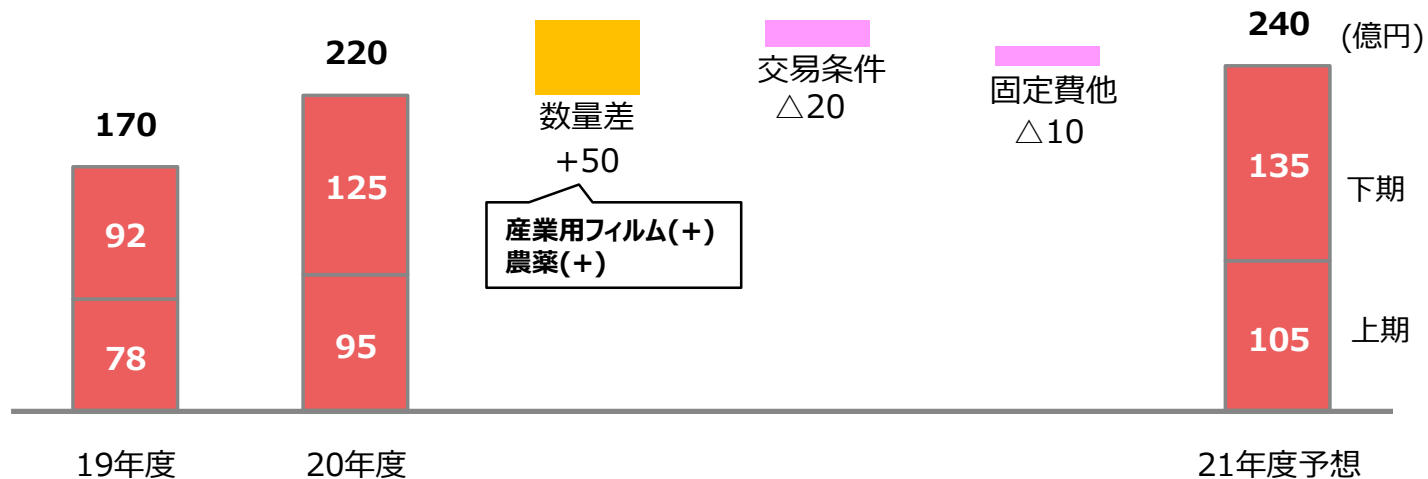 170
92
78
19年度
220
125
95
20年度
数量差
+50
産業用フィルム(+)
農薬(+)
交易条件
△20
固定費他
△10
240
(億円)
135
下期
105
上期
21年度予想